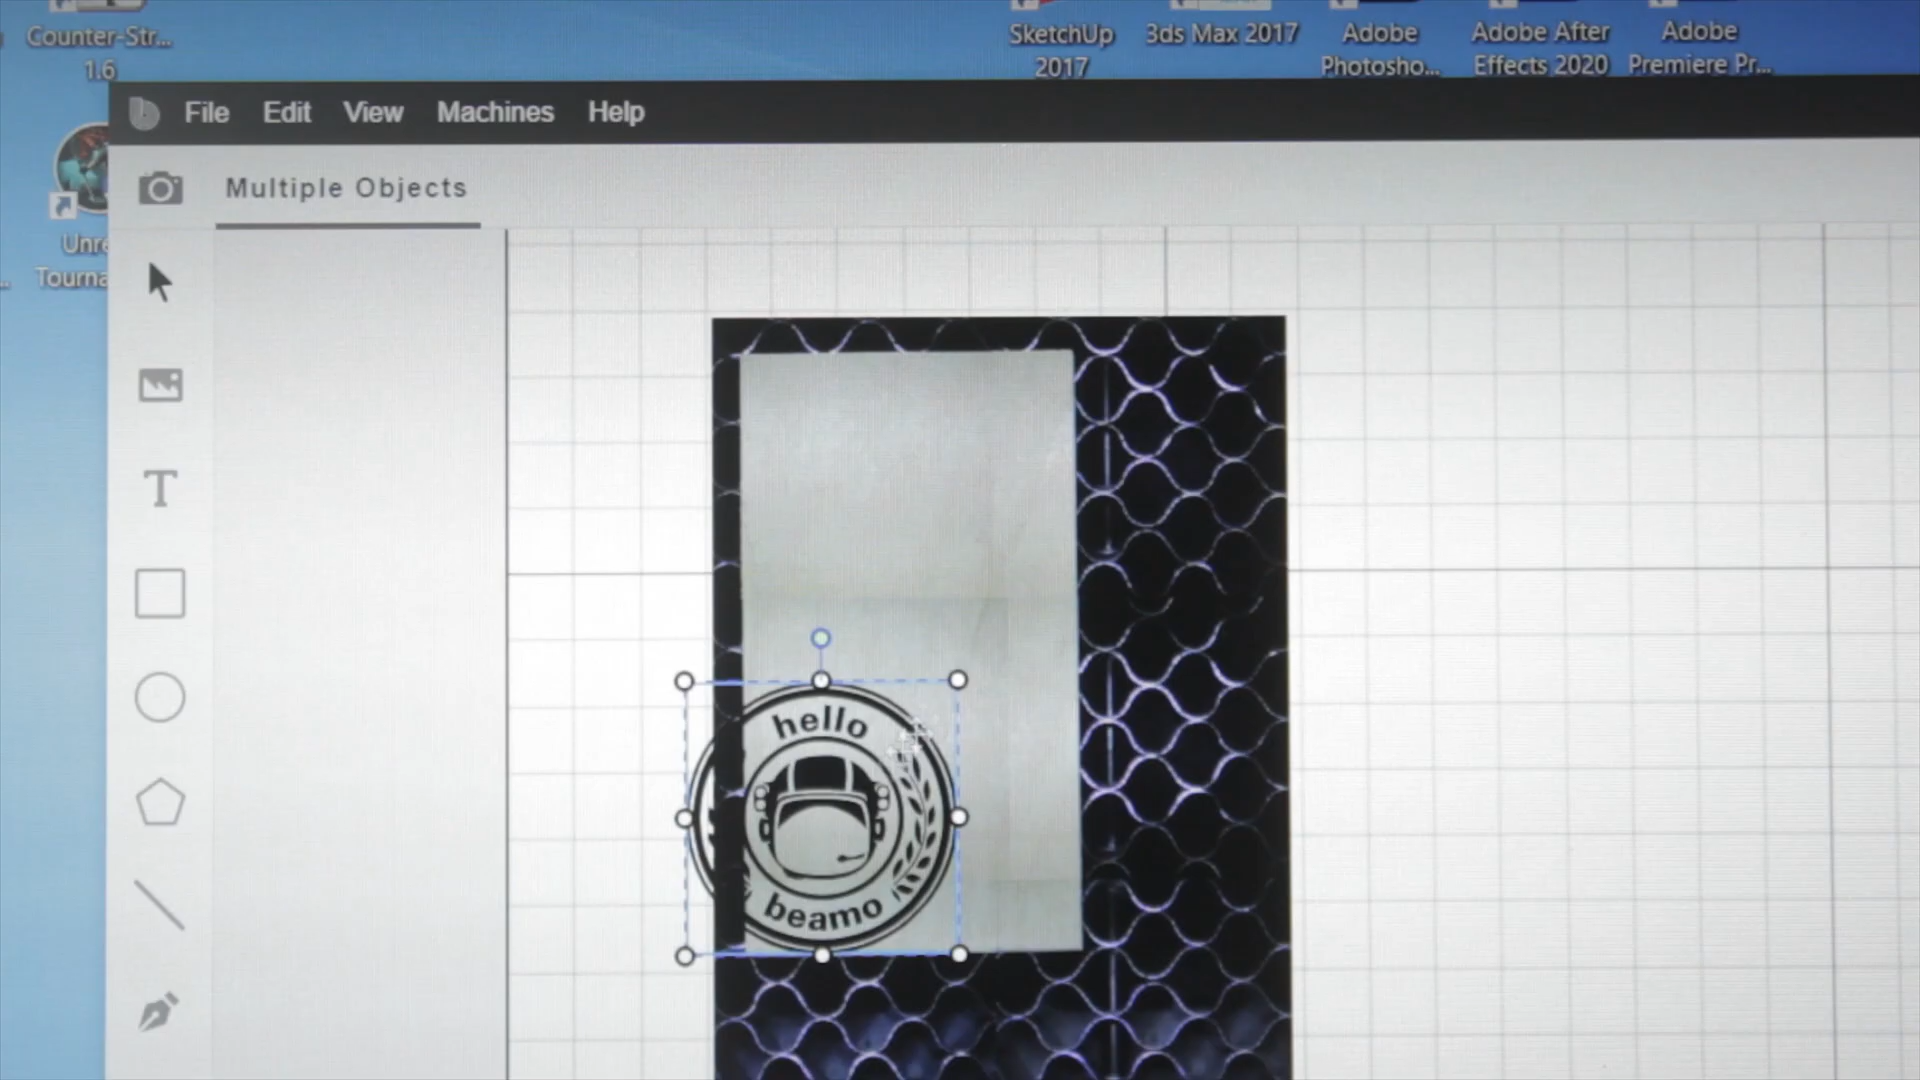 Counter-Str...
1.6
SketchUp
2017
3ds Max 2017
Adobe
Photosho...
Adobe After
Effects 2020
Adobe
Premiere Pr...
File Edit View Machines Help
Multiple Objects
Unre
Tourna
T
hello
beamo